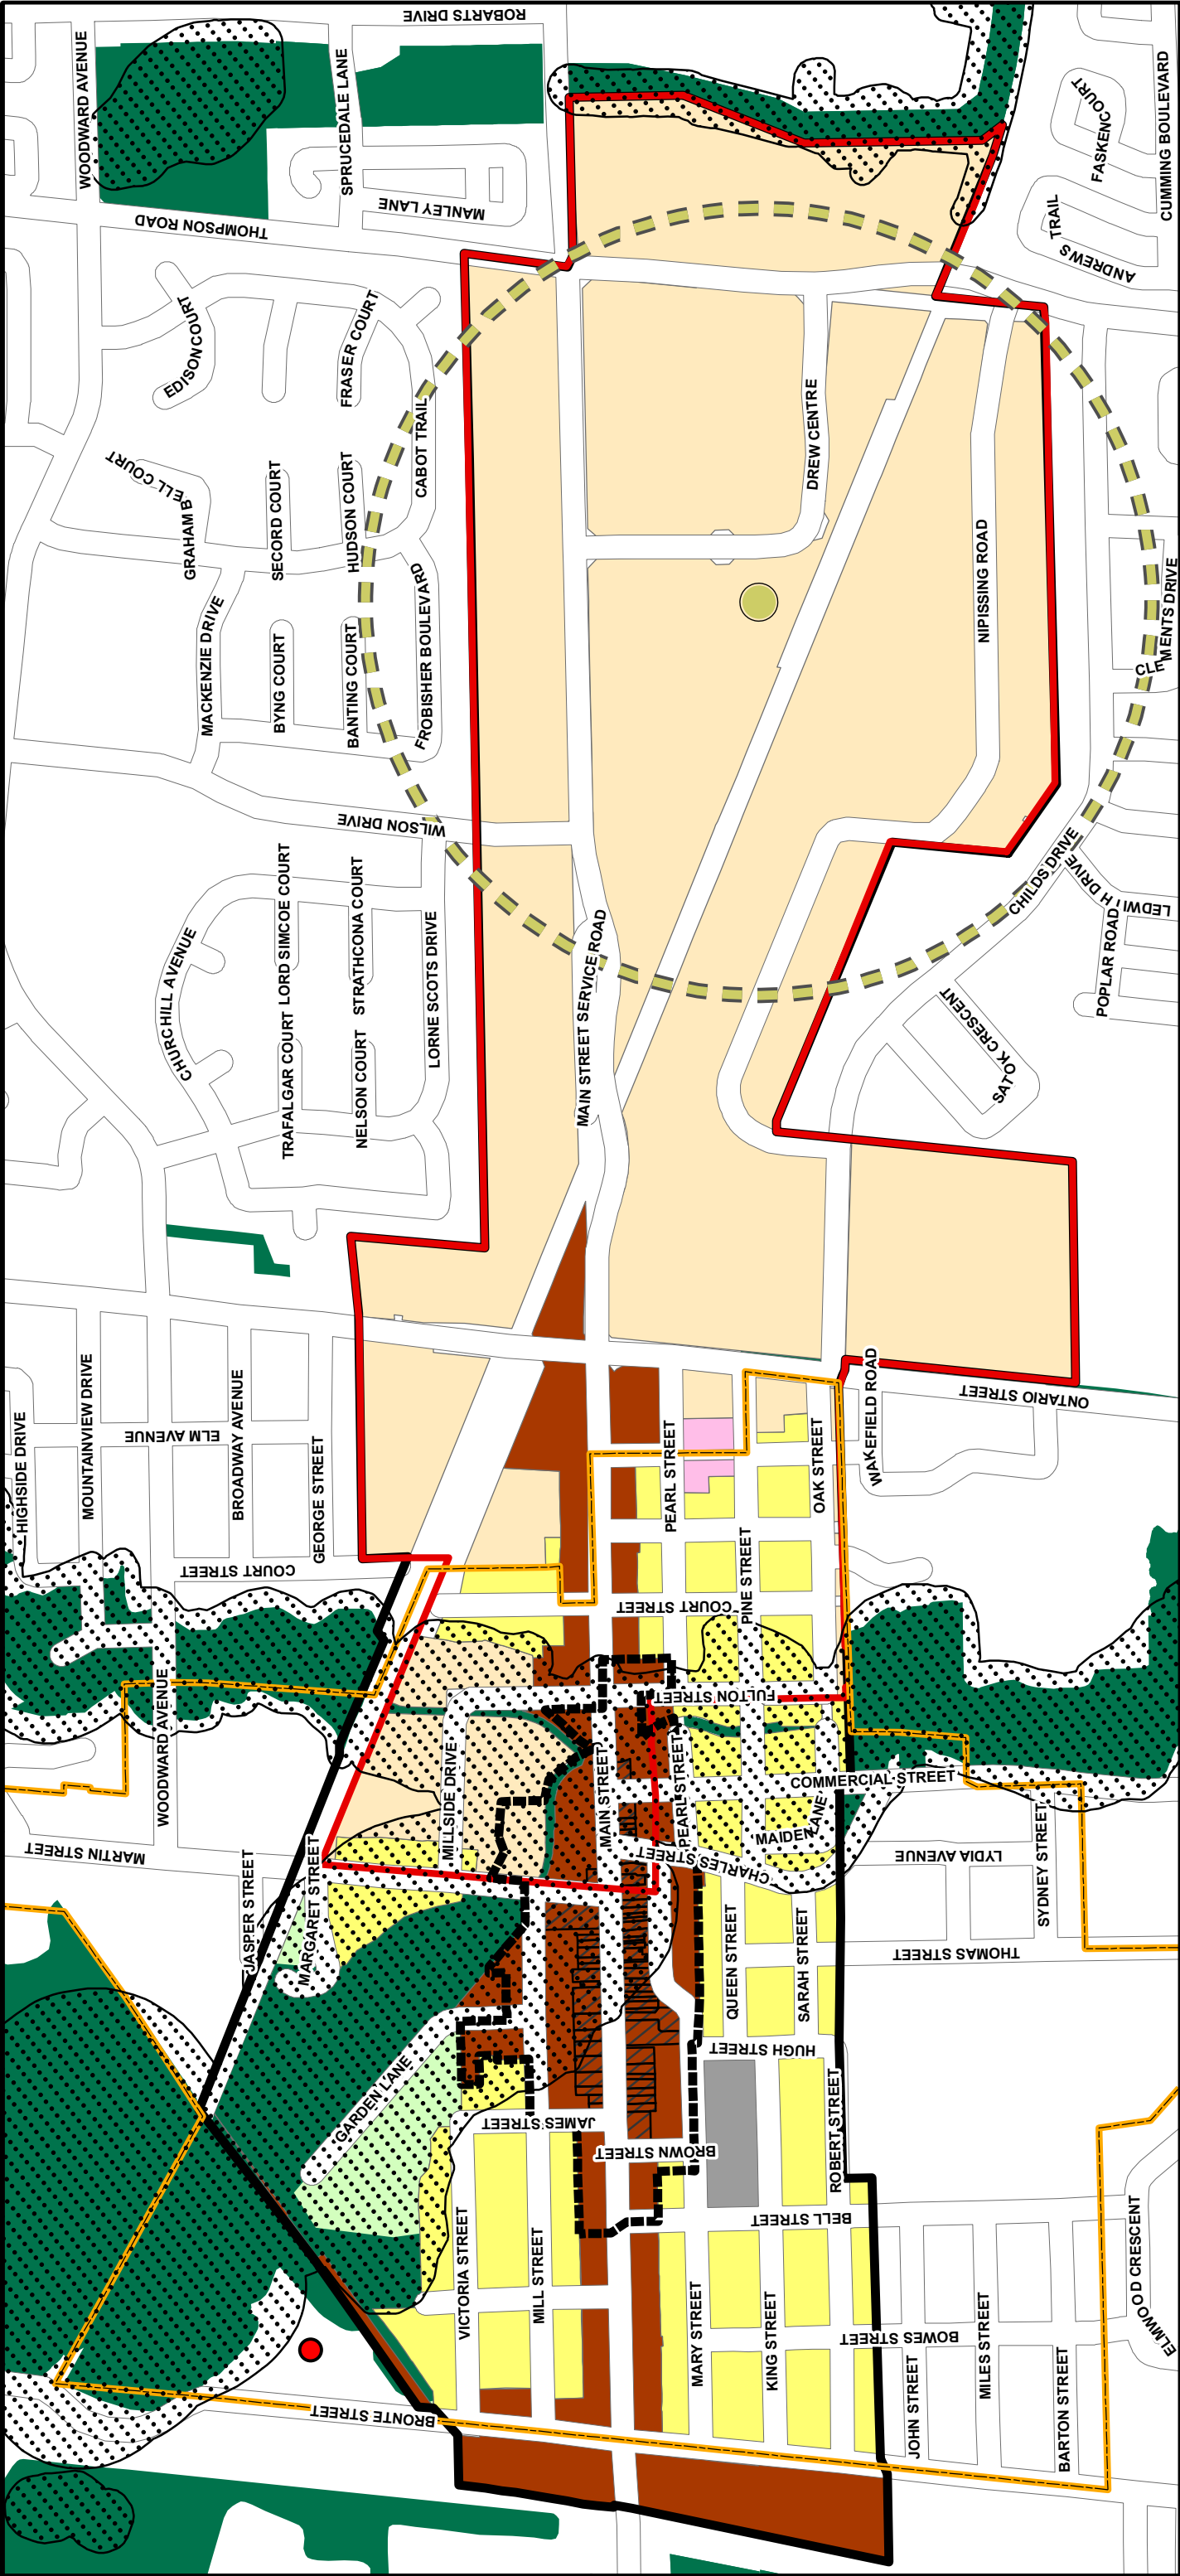 ROBARTS DRIVE
WOODWARD AVENUE
SPRUCEDALE LANE
MANLEY LANE
THOMPSON ROAD
FASKEN COURT
CUMMING BOULEVARD
ANDREWS TRAIL
EDISON COURT
FRASER COURT
CABOT TRAIL
DREW CENTRE
GRAHAM BELL COURT
SECORD COURT
HUDSON COURT
NIPISSING ROAD
CLEMENTS DRIVE
MACKENZIE DRIVE
BYNG COURT
BANTING COURT
FROBISHER BOULEVARD
WILSON DRIVE
CHILDS DRIVE
LEDWITH DRIVE
POPLAR ROAD
CHURCHILL AVENUE
LORD SIMCOE COURT
STRATHCONA COURT
LORNE SCOTS DRIVE
MAIN STREET SERVICE ROAD
SATOK CRESCENT
TRAFALGAR COURT
NELSON COURT
HIGHSIDE DRIVE
MOUNTAINVIEW DRIVE
ELM AVENUE
BROADWAY AVENUE
GEORGE STREET
PEARL STREET
OAK STREET
WAKEFIELD ROAD
ONTARIO STREET
COURT STREET
COURT STREET
PINE STREET
WOODWARD AVENUE
FULTON STREET
MILLSIDE DRIVE
MAIN STREET
PEARL STREET
COMMERCIAL STREET
MAIDEN LANE
MARTIN STREET
JASPER STREET
MARGARET STREET
CHARLES STREET
LYDIA AVENUE
SYDNEY STREET
QUEEN STREET
SARAH STREET
THOMAS STREET
HUGH STREET
GARDEN LANE
JAMES STREET
BROWN STREET
ROBERT STREET
BELL STREET
VICTORIA STREET
MILL STREET
MARY STREET
KING STREET
BOWES STREET
JOHN STREET
MILES STREET
BARTON STREET
ELMWOOD CRESCENT
BRONTE STREET